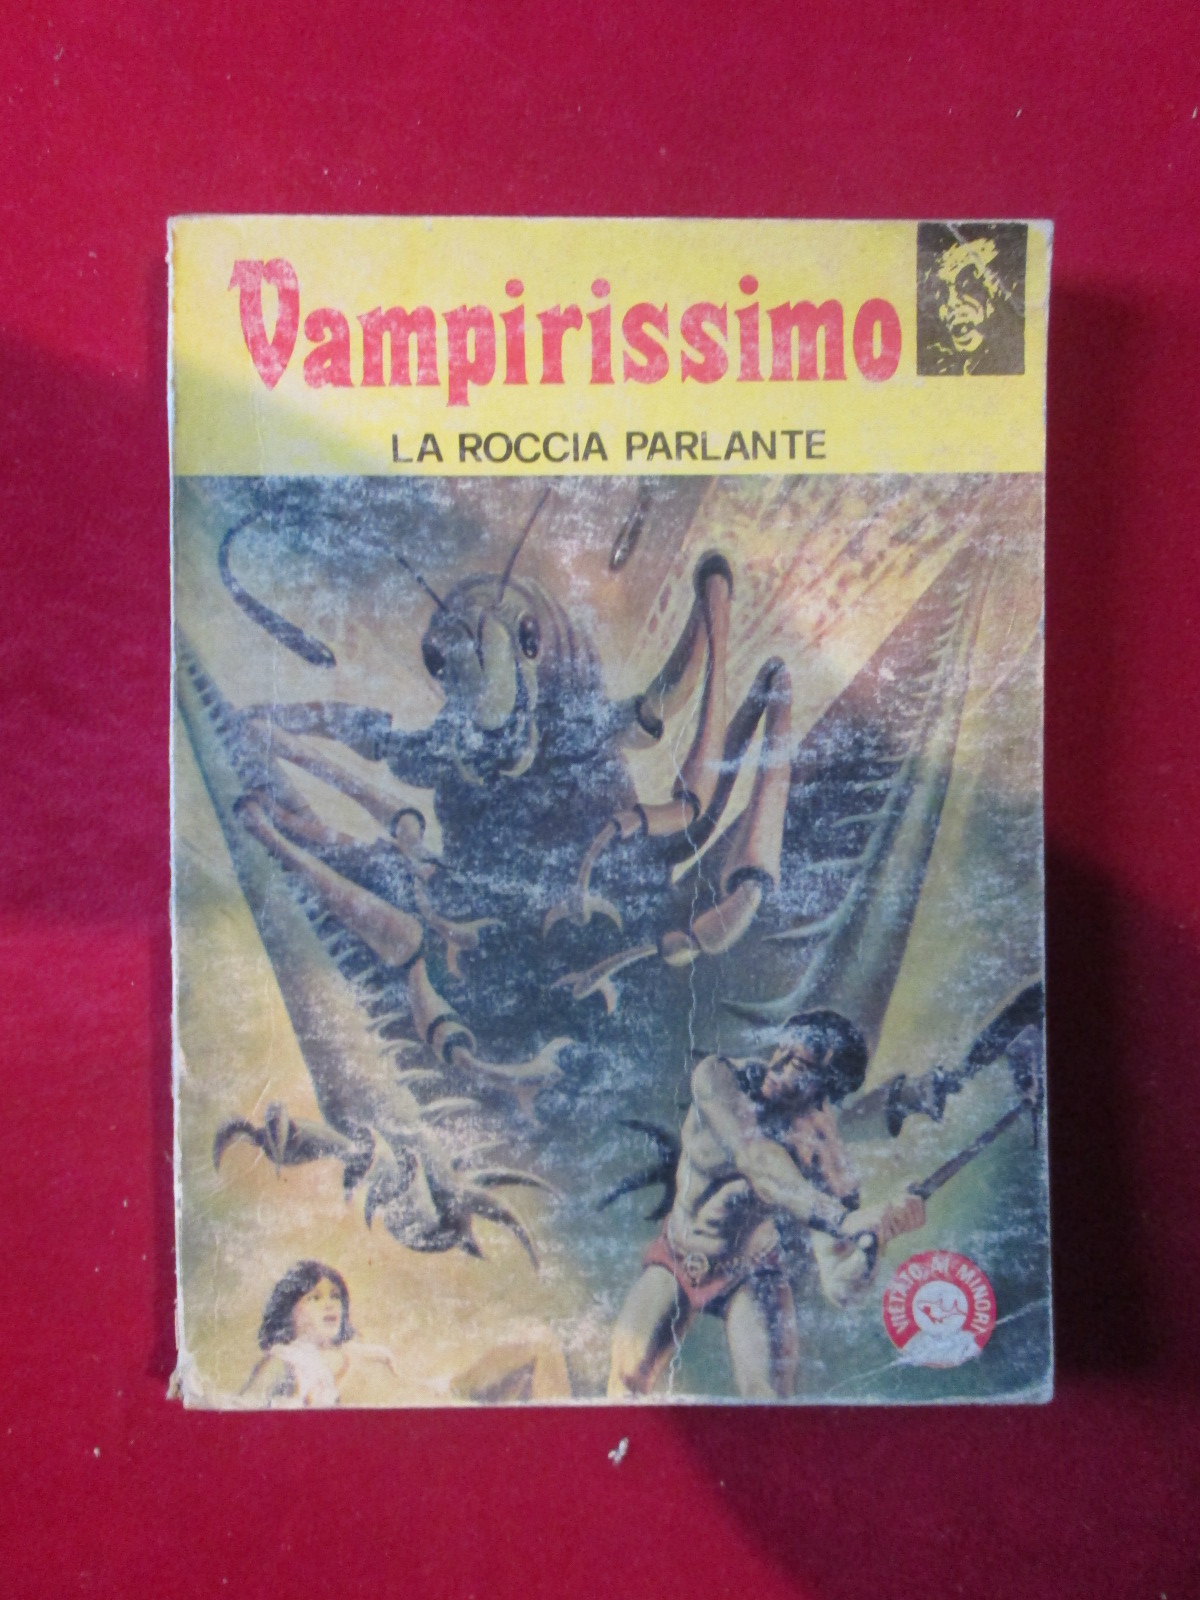 Vampirissimo
LA ROCCIA PARLANTE
VIETATO AI MINORI